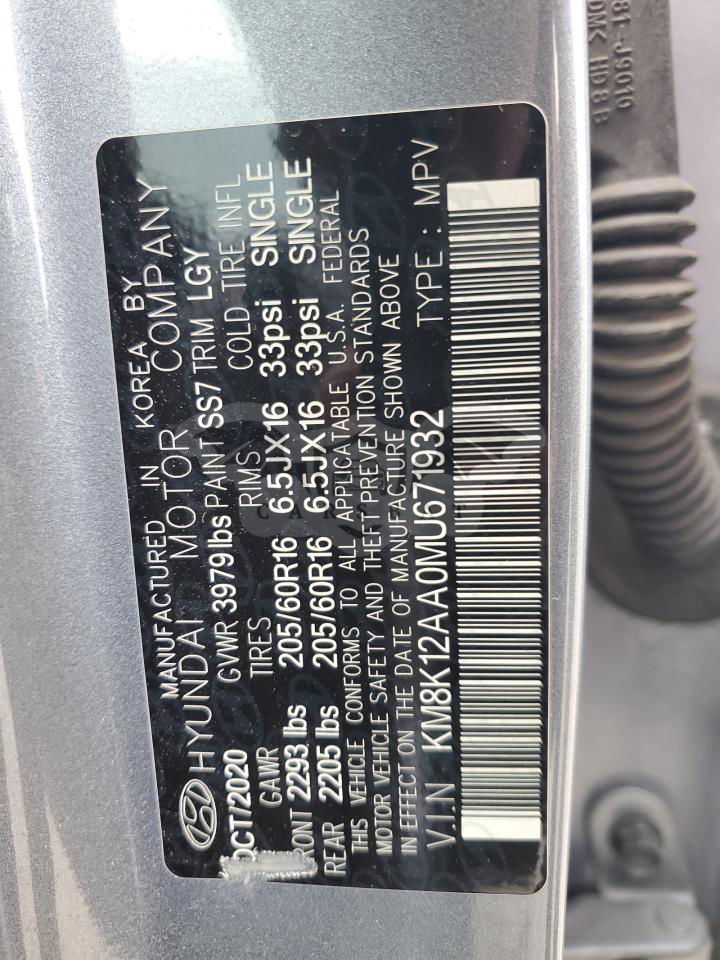 MANUFACTURED IN KOREA BY
HYUNDAI MOTOR COMPANY
OCT/2020 GVWR 3979 lbs PAINT SS7 TRIM LGY
GAWR TIRES RIMS COLD TIRE INFL
FRONT 2293 lbs 205/60R16 6.5JX16 33psi SINGLE
REAR 2205 lbs 205/60R16 6.5JX16 33psi SINGLE
THIS VEHICLE CONFORMS TO ALL APPLICATABLE U.S.A. FEDERAL
MOTOR VEHICLE SAFETY AND THEFT PREVENTION STANDARDS
IN EFFECT ON THE DATE OF MANUFACTURE SHOWN ABOVE
V.I.N KM8K12AA0MU671932 TYPE : MPV
81-J9010